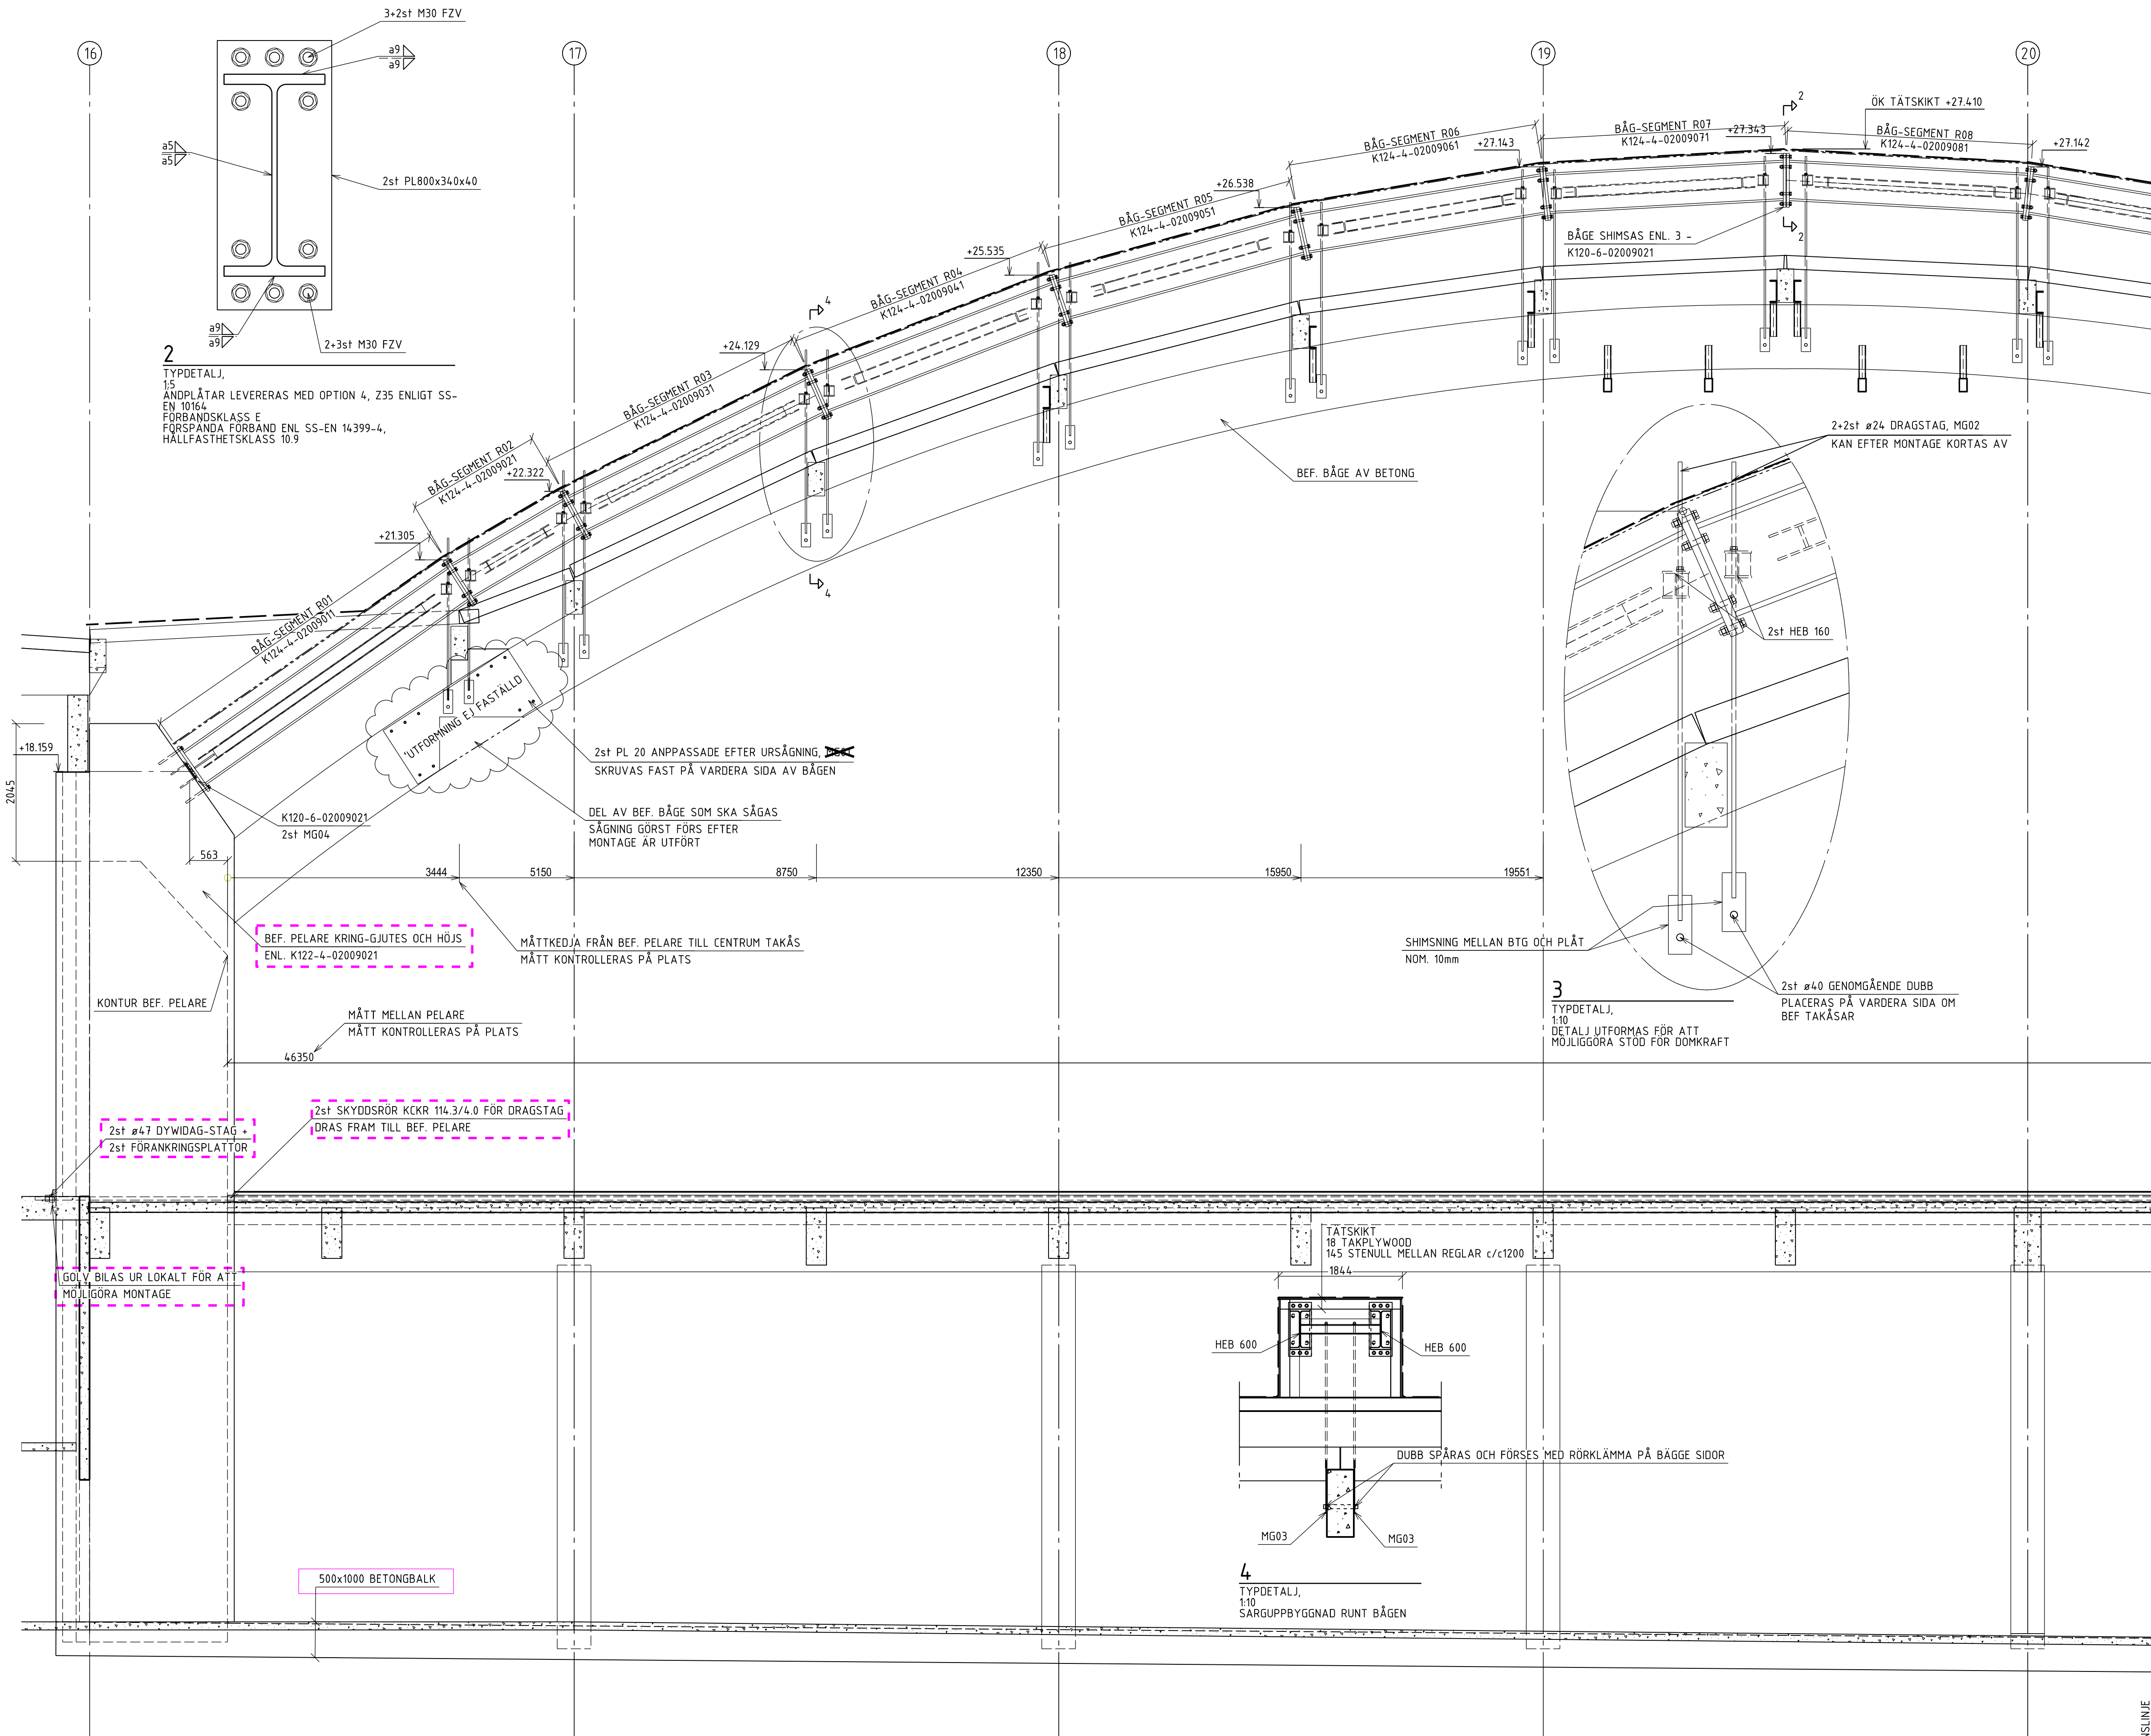 16
17
18
19
20
3+2st M30 FZV
a9
a9
a5
a5
2st PL800x340x40
a9
a9
2+3st M30 FZV
2
TYPDETALJ,
1:5
ÄNDPLÅTAR LEVERERAS MED OPTION 4, Z35 ENLIGT SS-
EN 10164
FÖRBANDSKLASS E
FÖRSPÄNDA FÖRBAND ENL SS-EN 14399-4,
HÅLLFASTHETSKLASS 10.9
BÅG-SEGMENT R01
K124-4-02009011
+21.305
BÅG-SEGMENT R02
K124-4-02009021
+22.322
BÅG-SEGMENT R03
K124-4-02009031
+24.129
BÅG-SEGMENT R04
K124-4-02009041
+25.535
BÅG-SEGMENT R05
K124-4-02009051
+26.538
BÅG-SEGMENT R06
K124-4-02009061
+27.143
BÅG-SEGMENT R07
K124-4-02009071
+27.343
ÖK TÄTSKIKT +27.410
BÅG-SEGMENT R08
K124-4-02009081
+27.142
2
2
4
4
BÅGE SHIMSAS ENL. 3 -
K120-6-02009021
BEF. BÅGE AV BETONG
2+2st ø24 DRAGSTAG, MG02
KAN EFTER MONTAGE KORTAS AV
2st HEB 160
SHIMSNING MELLAN BTG OCH PLÅT
NOM. 10mm
2st ø40 GENOMGÅENDE DUBB
PLACERAS PÅ VARDERA SIDA OM
BEF TAKÅSAR
3
TYPDETALJ,
1:10
DETALJ UTFORMAS FÖR ATT
MÖJLIGGÖRA STÖD FÖR DOMKRAFT
+18.159
2045
563
K120-6-02009021
2st MG04
'UTFORMNING EJ FASTÄLLD
2st PL 20 ANPPASSADE EFTER URSÅGNING, MG01
SKRUVAS FAST PÅ VARDERA SIDA AV BÅGEN
DEL AV BEF. BÅGE SOM SKA SÅGAS
SÅGNING GÖRST FÖRS EFTER
MONTAGE ÄR UTFÖRT
3444
5150
8750
12350
15950
19551
BEF. PELARE KRING-GJUTES OCH HÖJS
ENL. K122-4-02009021
MÅTTKEDJA FRÅN BEF. PELARE TILL CENTRUM TAKÅS
MÅTT KONTROLLERAS PÅ PLATS
KONTUR BEF. PELARE
MÅTT MELLAN PELARE
MÅTT KONTROLLERAS PÅ PLATS
46350
2st SKYDDSRÖR KCKR 114.3/4.0 FÖR DRAGSTAG
DRAS FRAM TILL BEF. PELARE
2st ø47 DYWIDAG-STAG +
2st FÖRANKRINGSPLATTOR
GOLV BILAS UR LOKALT FÖR ATT
MÖJLIGÖRA MONTAGE
TÄTSKIKT
18 TAKPLYWOOD
145 STENULL MELLAN REGLAR c/c1200
1844
HEB 600
HEB 600
DUBB SPÅRAS OCH FÖRSES MED RÖRKLÄMMA PÅ BÄGGE SIDOR
MG03
MG03
4
TYPDETALJ,
1:10
SARGUPPBYGGNAD RUNT BÅGEN
500x1000 BETONGBALK